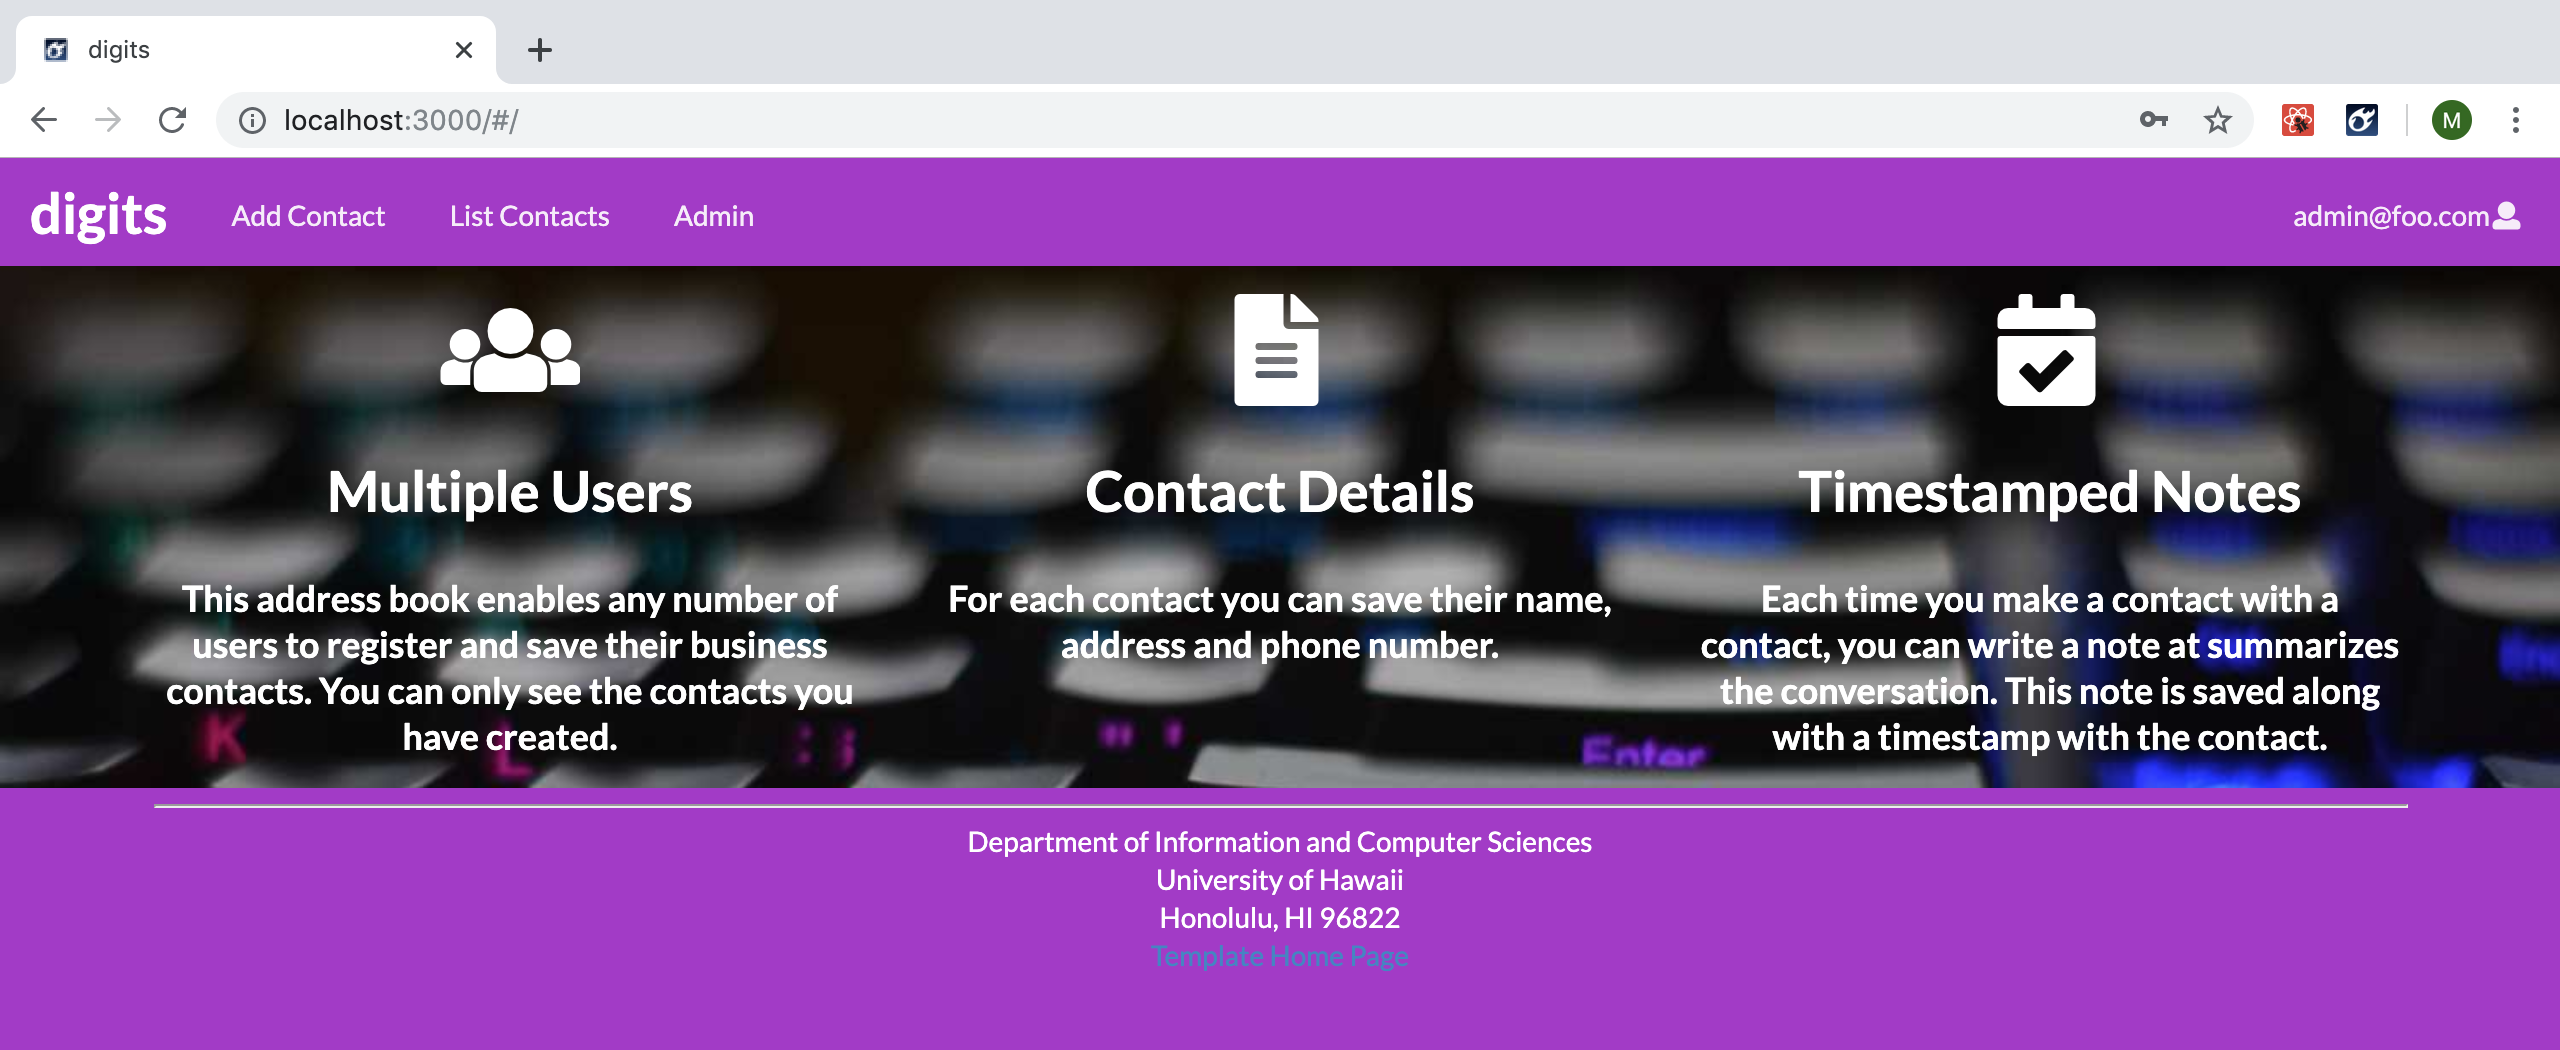 digits
localhost:3000/#/
M
digits Add Contact List Contacts Admin admin@foo.com
Multiple Users
This address book enables any number of
users to register and save their business
contacts. You can only see the contacts you
have created.
Contact Details
For each contact you can save their name,
address and phone number.
Timestamped Notes
Each time you make a contact with a
contact, you can write a note at summarizes
the conversation. This note is saved along
with a timestamp with the contact.
K
L
: ;
" '
Enter
Department of Information and Computer Sciences
University of Hawaii
Honolulu, HI 96822
Template Home Page